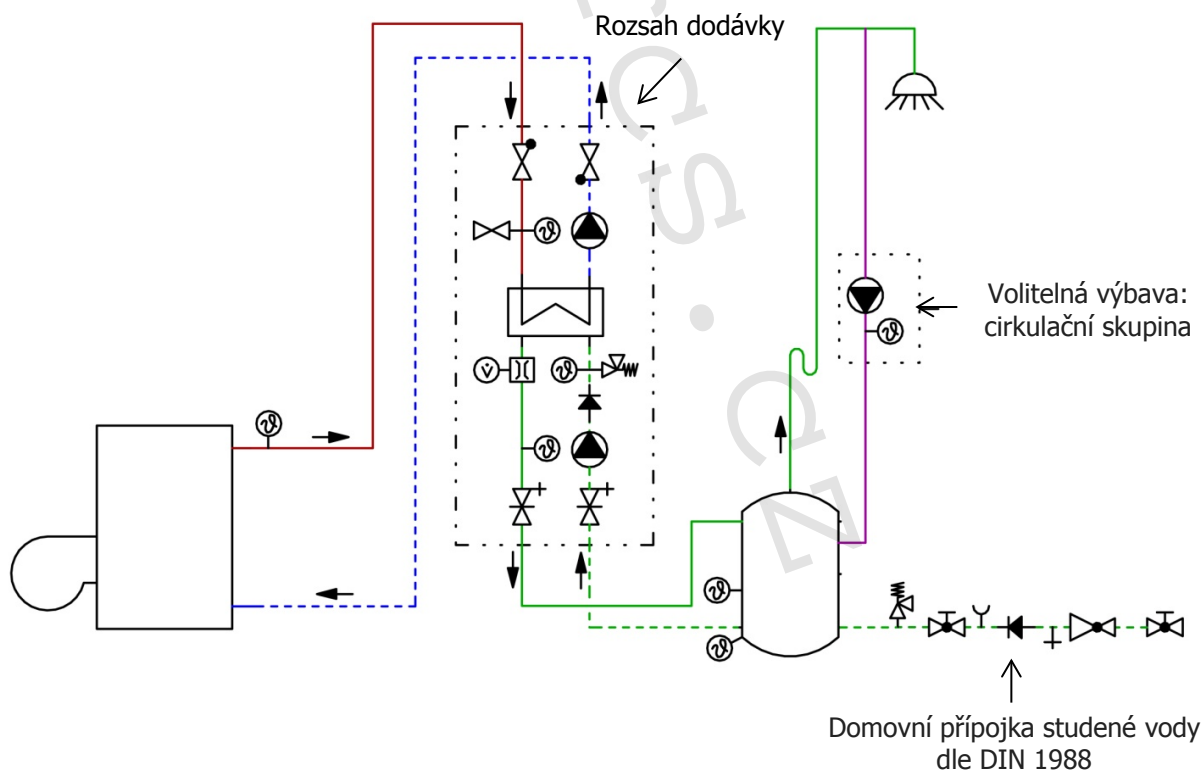 Rozsah dodávky
Volitelná výbava:
cirkulační skupina
Domovní přípojka studené vody
dle DIN 1988